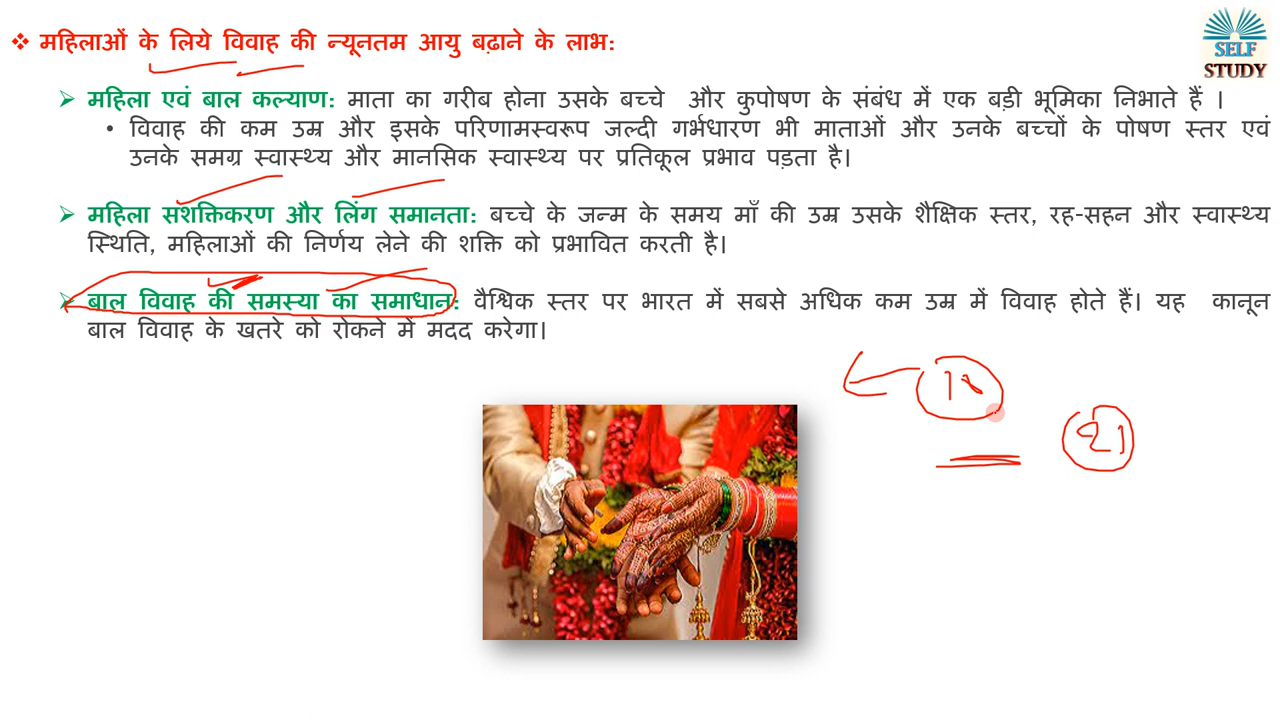 ❖ महिलाओं के लिये विवाह की न्यूनतम आयु बढ़ाने के लाभ:
SELF
STUDY
➢ महिला एवं बाल कल्याण: माता का गरीब होना उसके बच्चे और कुपोषण के संबंध में एक बड़ी भूमिका निभाते हैं ।
• विवाह की कम उम्र और इसके परिणामस्वरूप जल्दी गर्भधारण भी माताओं और उनके बच्चों के पोषण स्तर एवं
उनके समग्र स्वास्थ्य और मानसिक स्वास्थ्य पर प्रतिकूल प्रभाव पड़ता है।
➢ महिला सशक्तिकरण और लिंग समानता: बच्चे के जन्म के समय माँ की उम्र उसके शैक्षिक स्तर, रह-सहन और स्वास्थ्य
स्थिति, महिलाओं की निर्णय लेने की शक्ति को प्रभावित करती है।
➢ बाल विवाह की समस्या का समाधान: वैश्विक स्तर पर भारत में सबसे अधिक कम उम्र में विवाह होते हैं। यह कानून
बाल विवाह के खतरे को रोकने में मदद करेगा।
18
21